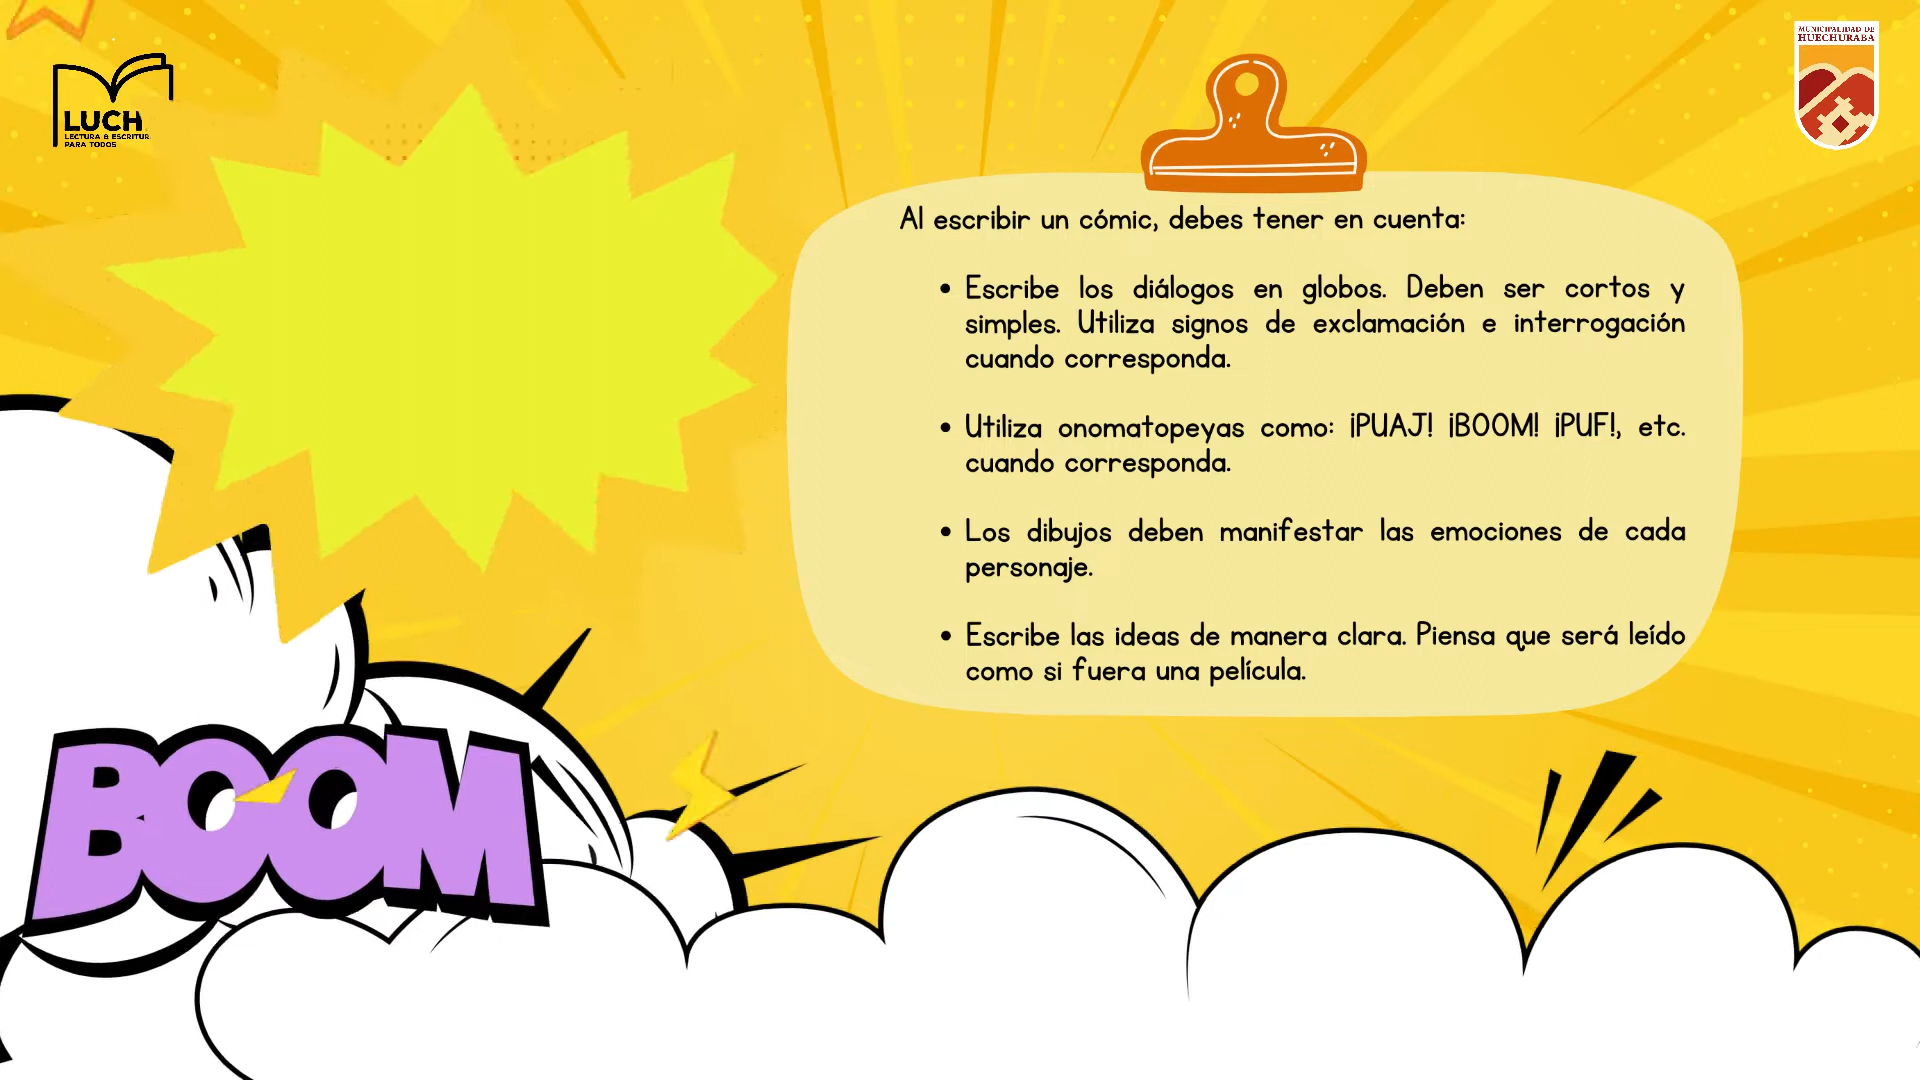 LUCH
LECTURA & ESCRITUR
PARA TODOS
MUNICIPALIDAD DE
HUECHURABA
Al escribir un cómic, debes tener en cuenta:
• Escribe los diálogos en globos. Deben ser cortos y
simples. Utiliza signos de exclamación e interrogación
cuando corresponda.
• Utiliza onomatopeyas como: ¡PUAJ! ¡BOOM! ¡PUF!, etc.
cuando corresponda.
• Los dibujos deben manifestar las emociones de cada
personaje.
• Escribe las ideas de manera clara. Piensa que será leído
como si fuera una película.
BOOM